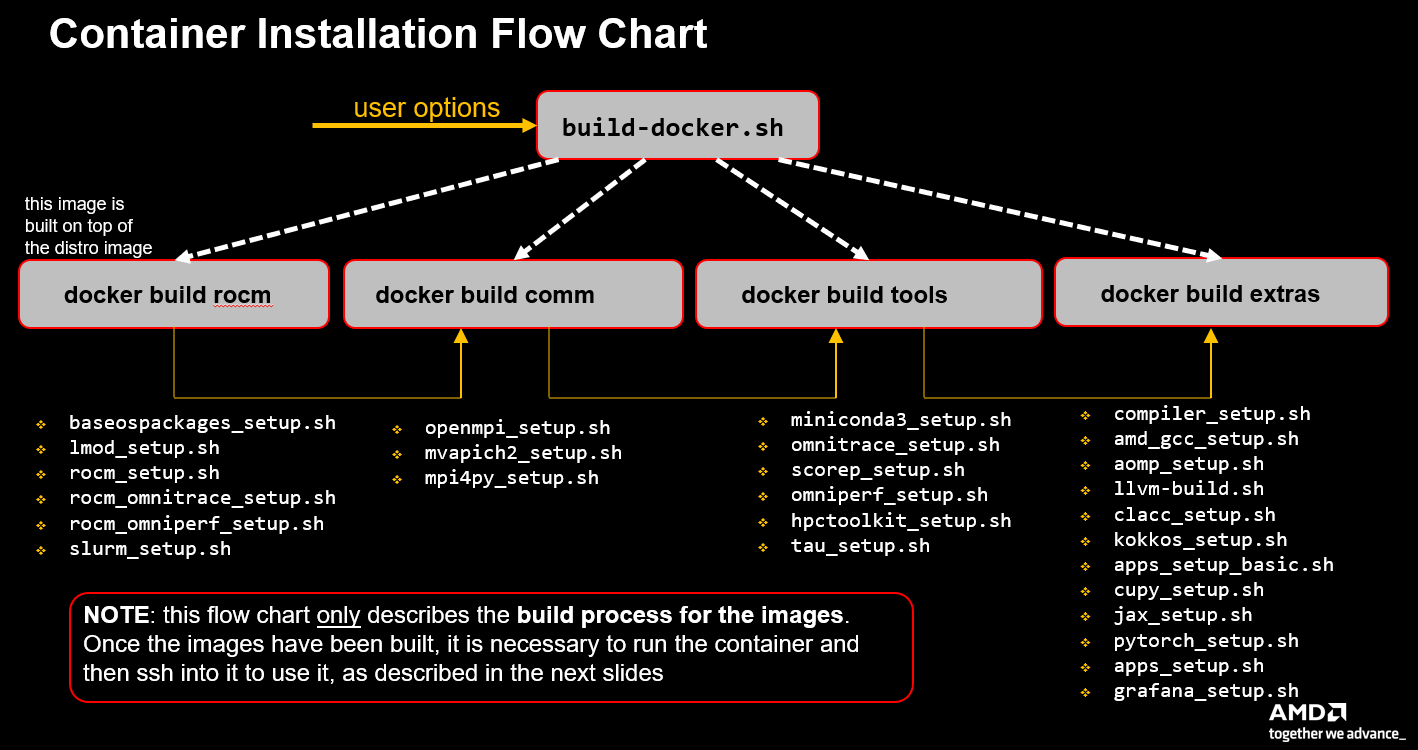 Container Installation Flow Chart
user options
build-docker.sh
this image is
built on top of
the distro image
docker build rocm
docker build comm
docker build tools
docker build extras
baseospackages_setup.sh
lmod_setup.sh
rocm_setup.sh
rocm_omnitrace_setup.sh
rocm_omniperf_setup.sh
slurm_setup.sh
openmpi_setup.sh
mvapich2_setup.sh
mpi4py_setup.sh
miniconda3_setup.sh
omnitrace_setup.sh
scorep_setup.sh
omniperf_setup.sh
hpctoolkit_setup.sh
tau_setup.sh
compiler_setup.sh
amd_gcc_setup.sh
aomp_setup.sh
llvm-build.sh
clacc_setup.sh
kokkos_setup.sh
apps_setup_basic.sh
cupy_setup.sh
jax_setup.sh
pytorch_setup.sh
apps_setup.sh
grafana_setup.sh
NOTE: this flow chart only describes the build process for the images.
Once the images have been built, it is necessary to run the container and
then ssh into it to use it, as described in the next slides
AMD
together we advance_